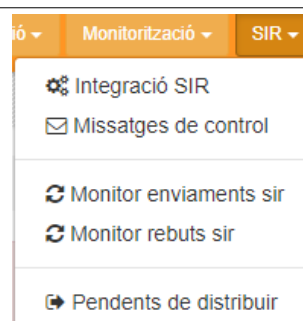 ió Monitorització SIR
Integració SIR
Missatges de control
Monitor enviaments sir
Monitor rebuts sir
Pendents de distribuir